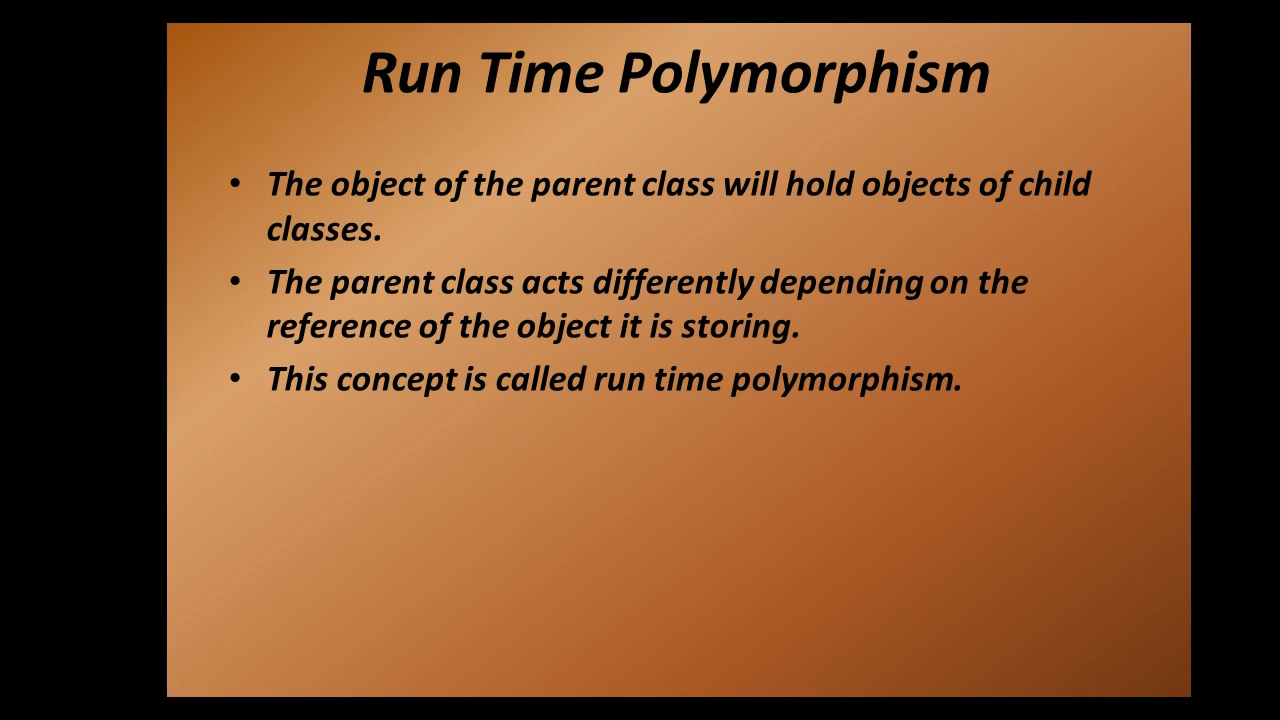 Run Time Polymorphism
• The object of the parent class will hold objects of child
classes.
• The parent class acts differently depending on the
reference of the object it is storing.
• This concept is called run time polymorphism.